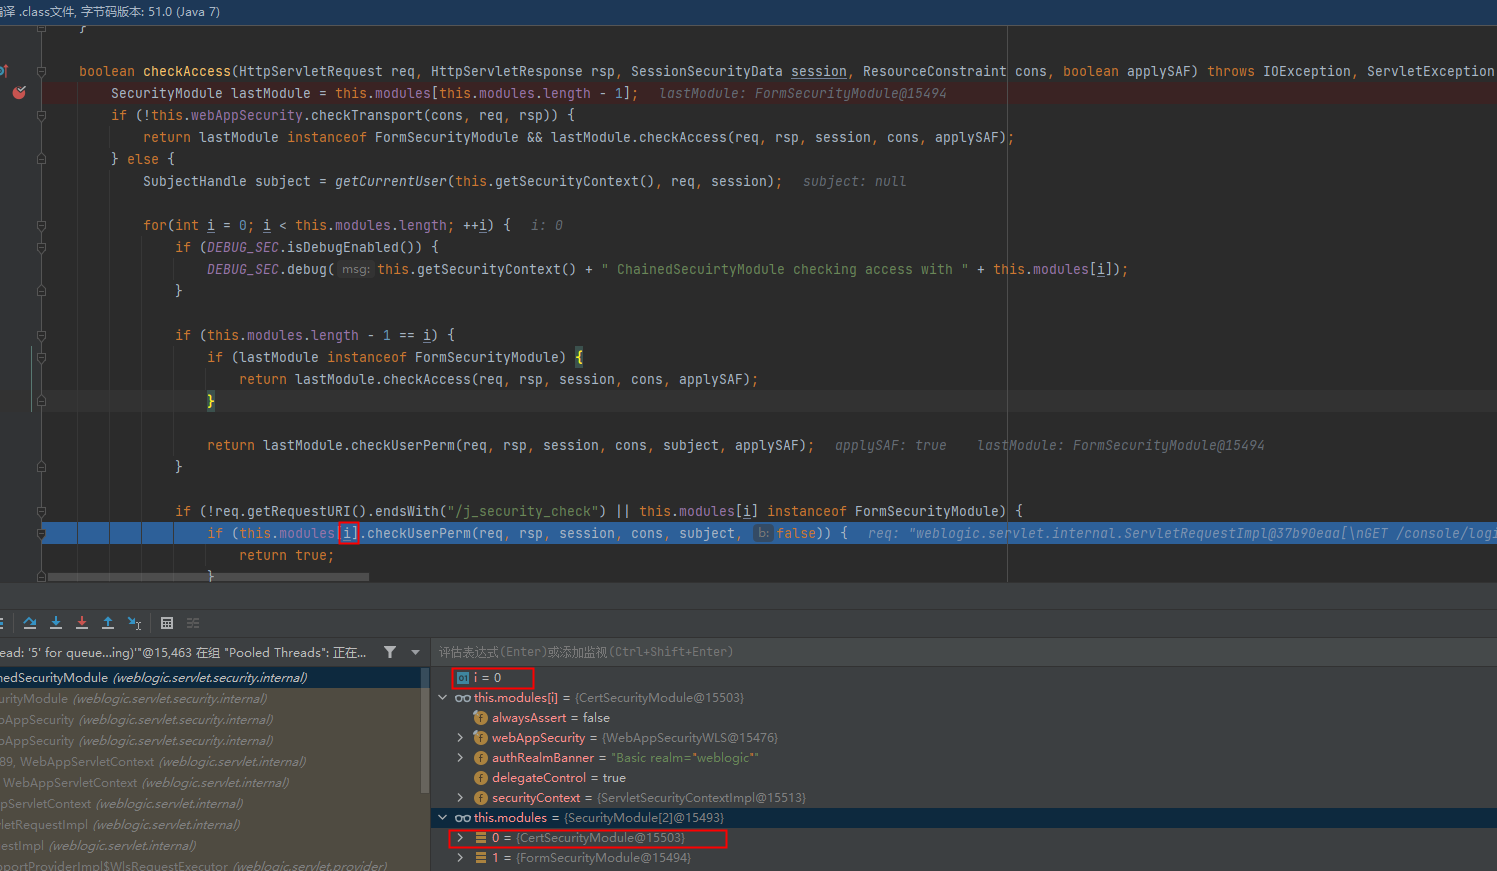 译 .class文件, 字节码版本: 51.0 (Java 7)
}
boolean checkAccess(HttpServletRequest req, HttpServletResponse rsp, SessionSecurityData session, ResourceConstraint cons, boolean applySAF) throws IOException, ServletException
SecurityModule lastModule = this.modules[this.modules.length - 1];   lastModule: FormSecurityModule@15494
if (!this.webAppSecurity.checkTransport(cons, req, rsp)) {
return lastModule instanceof FormSecurityModule && lastModule.checkAccess(req, rsp, session, cons, applySAF);
} else {
SubjectHandle subject = getCurrentUser(this.getSecurityContext(), req, session);   subject: null
for(int i = 0; i < this.modules.length; ++i) {   i: 0
if (DEBUG_SEC.isDebugEnabled()) {
DEBUG_SEC.debug( msg: this.getSecurityContext() + " ChainedSecuirtyModule checking access with " + this.modules[i]);
}
if (this.modules.length - 1 == i) {
if (lastModule instanceof FormSecurityModule) {
return lastModule.checkAccess(req, rsp, session, cons, applySAF);
}
return lastModule.checkUserPerm(req, rsp, session, cons, subject, applySAF);   applySAF: true   lastModule: FormSecurityModule@15494
}
if (!req.getRequestURI().endsWith("/j_security_check") || this.modules[i] instanceof FormSecurityModule) {
if (this.modules[i].checkUserPerm(req, rsp, session, cons, subject, b: false)) {   req: "weblogic.servlet.internal.ServletRequestImpl@37b90eaa[\nGET /console/logi
return true;
}
ead: '5' for queue...ing)'"@15,463 在组 "Pooled Threads": 正在...
评估表达式(Enter)或添加监视(Ctrl+Shift+Enter)
nedSecurityModule (weblogic.servlet.security.internal)
urityModule (weblogic.servlet.security.internal)
bAppSecurity (weblogic.servlet.security.internal)
bAppSecurity (weblogic.servlet.security.internal)
89, WebAppServletContext (weblogic.servlet.internal)
WebAppServletContext (weblogic.servlet.internal)
pServletContext (weblogic.servlet.internal)
vletRequestImpl (weblogic.servlet.internal)
estImpl (weblogic.servlet.internal)
pportProviderImpl$WlsRequestExecutor (weblogic.servlet.provider)
i = 0
this.modules[i] = {CertSecurityModule@15503}
alwaysAssert = false
webAppSecurity = {WebAppSecurityWLS@15476}
authRealmBanner = "Basic realm="weblogic""
delegateControl = true
securityContext = {ServletSecurityContextImpl@15513}
this.modules = {SecurityModule[2]@15493}
0 = {CertSecurityModule@15503}
1 = {FormSecurityModule@15494}